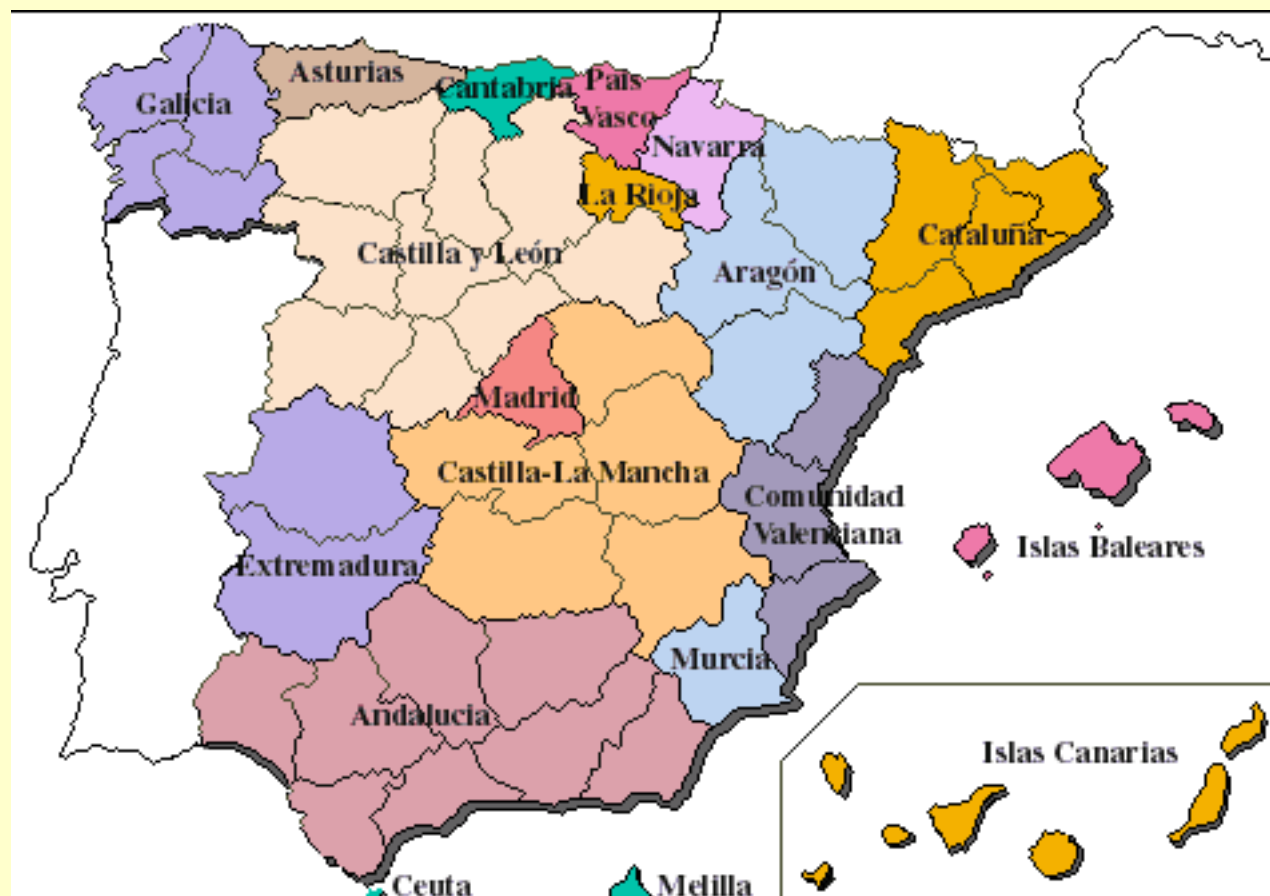 Asturias
Cantabria
País
Vasco
Galicia
Navarra
La Rioja
Cataluña
Castilla y León
Aragón
Madrid
Castilla-La Mancha
Comunidad
Valenciana
Islas Baleares
Extremadura
Murcia
Andalucia
Islas Canarias
Ceuta
Melilla